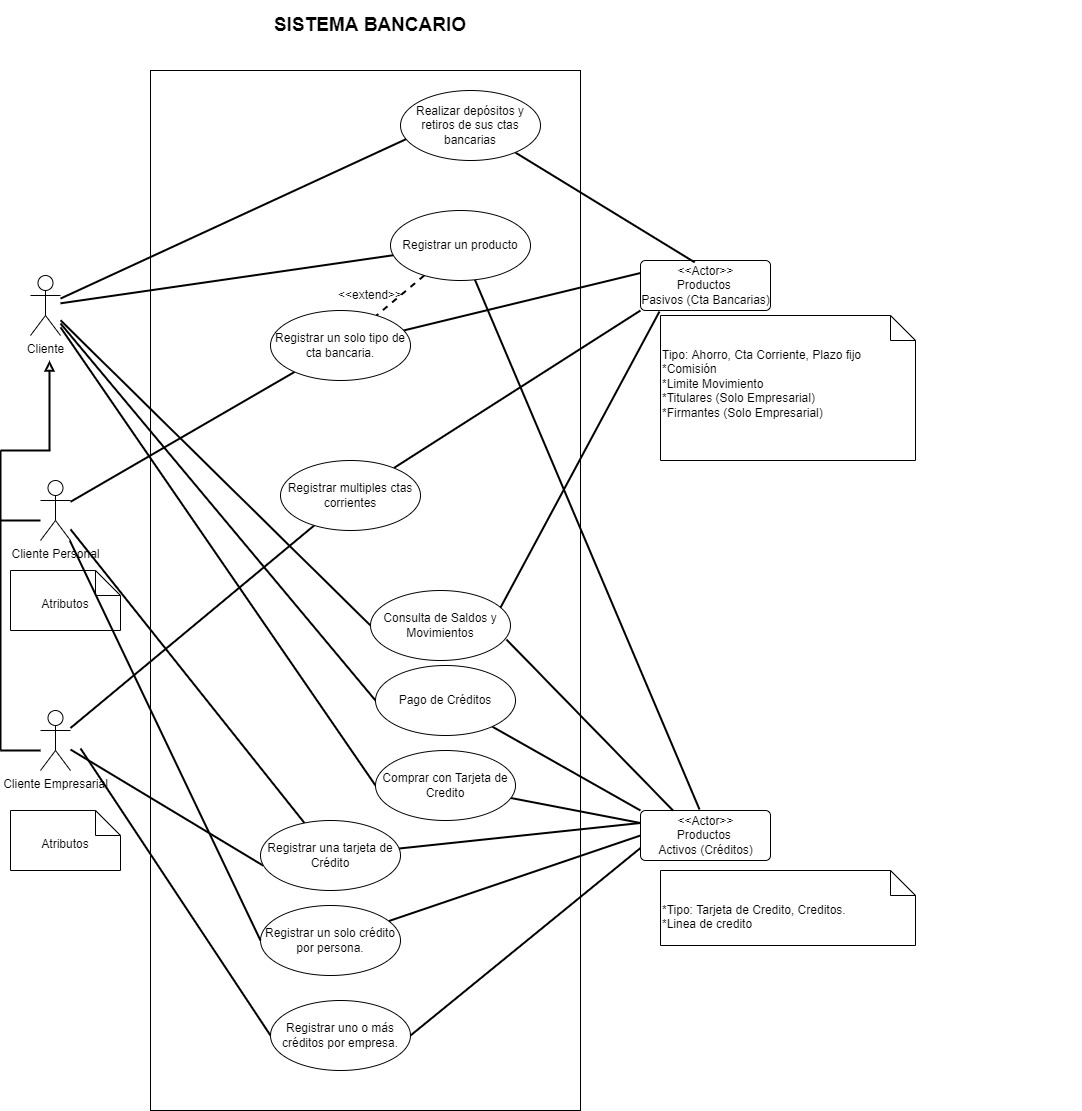 SISTEMA BANCARIO
Realizar depósitos y
retiros de sus ctas
bancarias
Registrar un producto
<<extend>>
Registrar un solo tipo de
cta bancaria.
Cliente
<<Actor>>
Productos
Pasivos (Cta Bancarias)
Tipo: Ahorro, Cta Corriente, Plazo fijo
*Comisión
*Limite Movimiento
*Titulares (Solo Empresarial)
*Firmantes (Solo Empresarial)
Registrar multiples ctas
corrientes
Cliente Personal
Atributos
Consulta de Saldos y
Movimientos
Pago de Créditos
Cliente Empresarial
Comprar con Tarjeta de
Credito
Atributos
Registrar una tarjeta de
Crédito
<<Actor>>
Productos
Activos (Créditos)
*Tipo: Tarjeta de Credito, Creditos.
*Linea de credito
Registrar un solo crédito
por persona.
Registrar uno o más
créditos por empresa.